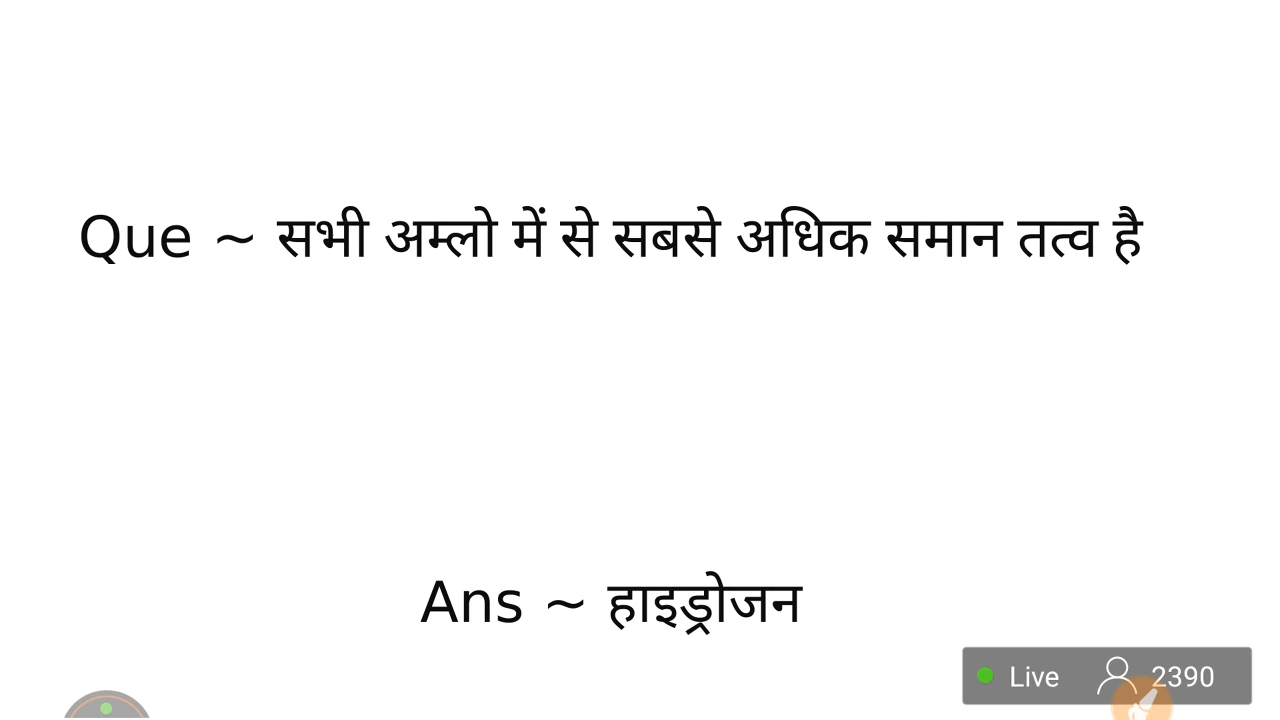 Que ~ सभी अम्लो में से सबसे अधिक समान तत्व है
Ans ~ हाइड्रोजन
Live 2390